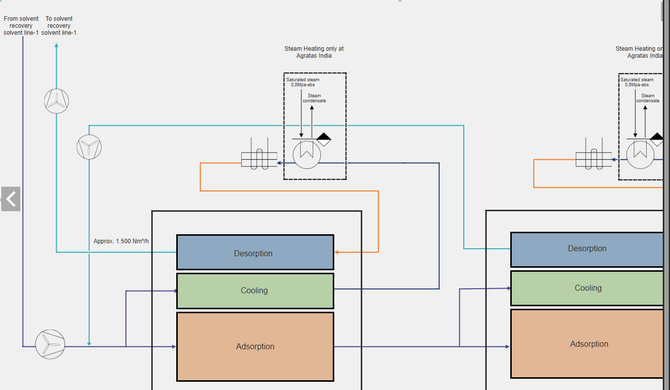 From solvent
recovery
solvent line-1
To solvent
recovery
solvent line-1
Steam Heating only at
Agratas India
Saturated steam
0.8Mpa-abs
Steam
condensate
Approx. 1.500 Nm³/h
Desorption
Cooling
Adsorption
Steam Heating on
Agratas India
Saturated steam
0.8Mpa-abs
Steam
condensate
Desorption
Cooling
Adsorption